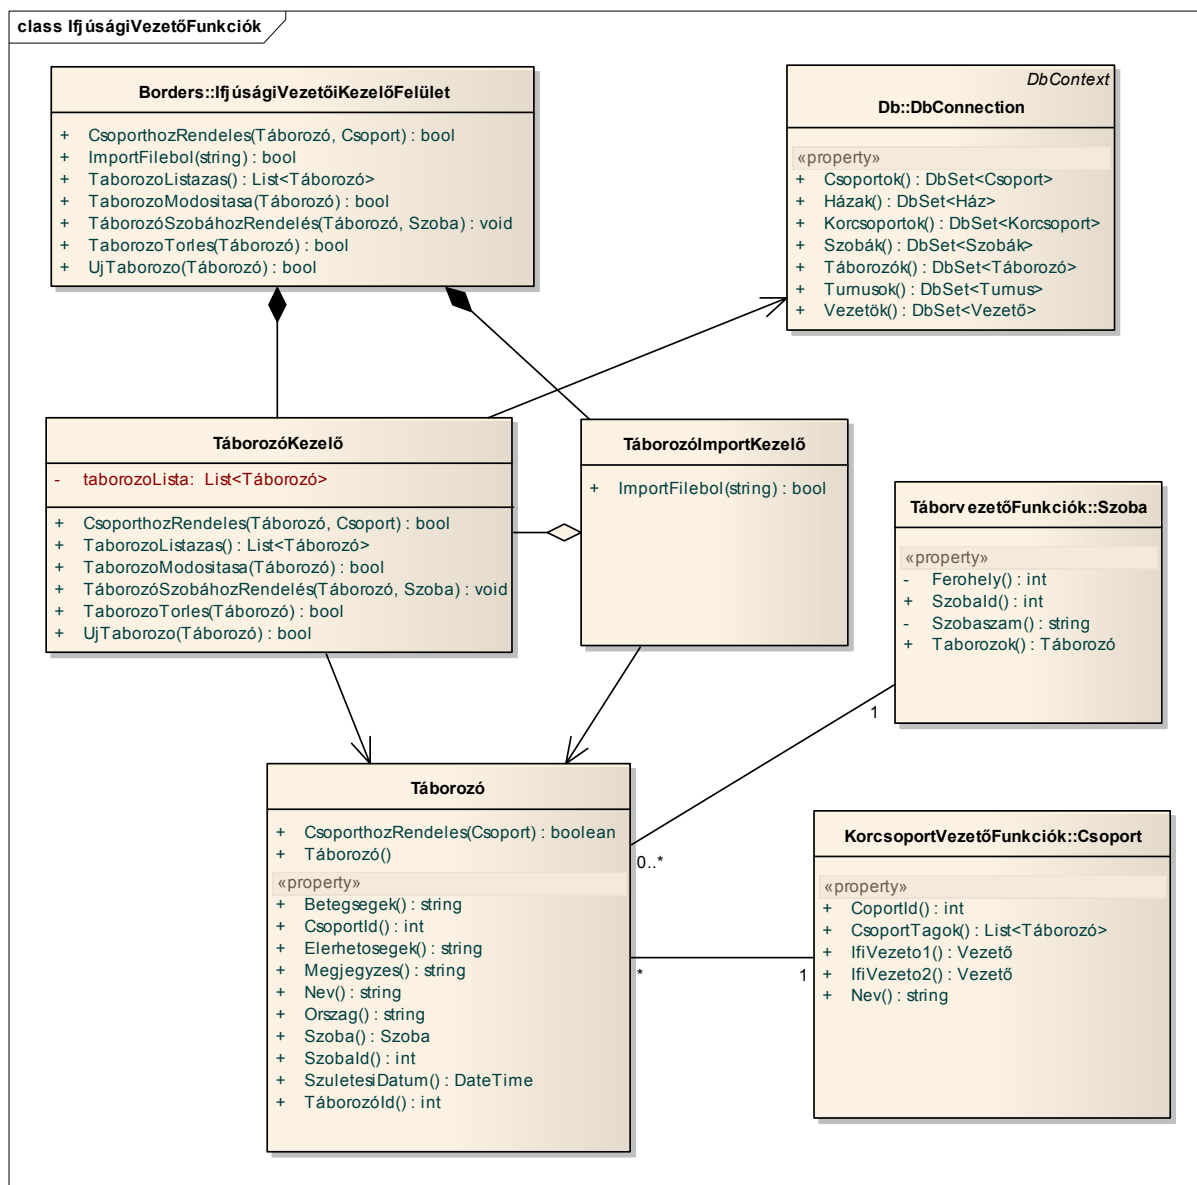 class IfjúságiVezetőFunkciók
Borders::IfjúságiVezetőiKezelőFelület
+ CsoporthozRendeles(Táborozó, Csoport) : bool
+ ImportFilebol(string) : bool
+ TaborozoListazas() : List<Táborozó>
+ TaborozoModositasa(Táborozó) : bool
+ TáborozóSzobáhozRendelés(Táborozó, Szoba) : void
+ TaborozoTorles(Táborozó) : bool
+ UjTaborozo(Táborozó) : bool
DbContext
Db::DbConnection
«property»
+ Csoportok() : DbSet<Csoport>
+ Házak() : DbSet<Ház>
+ Korcsoportok() : DbSet<Korcsoport>
+ Szobák() : DbSet<Szobák>
+ Táborozók() : DbSet<Táborozó>
+ Turnusok() : DbSet<Turnus>
+ Vezetök() : DbSet<Vezető>
TáborozóKezelő
- taborozoLista: List<Táborozó>
+ CsoporthozRendeles(Táborozó, Csoport) : bool
+ TaborozoListazas() : List<Táborozó>
+ TaborozoModositasa(Táborozó) : bool
+ TáborozóSzobáhozRendelés(Táborozó, Szoba) : void
+ TaborozoTorles(Táborozó) : bool
+ UjTaborozo(Táborozó) : bool
TáborozóImportKezelő
+ ImportFilebol(string) : bool
TáborvezetőFunkciók::Szoba
«property»
- Ferohely() : int
+ SzobaId() : int
- Szobaszam() : string
+ Taborozok() : Táborozó
1
0..*
Táborozó
+ CsoporthozRendeles(Csoport) : boolean
+ Táborozó()
«property»
+ Betegsegek() : string
+ CsoportId() : int
+ Elerhetosegek() : string
+ Megjegyzes() : string
+ Nev() : string
+ Orszag() : string
+ Szoba() : Szoba
+ SzobaId() : int
+ SzuletesiDatum() : DateTime
+ TáborozóId() : int
*
1
KorcsoportVezetőFunkciók::Csoport
«property»
+ CoportId() : int
+ CsoportTagok() : List<Táborozó>
+ IfiVezeto1() : Vezető
+ IfiVezeto2() : Vezető
+ Nev() : string